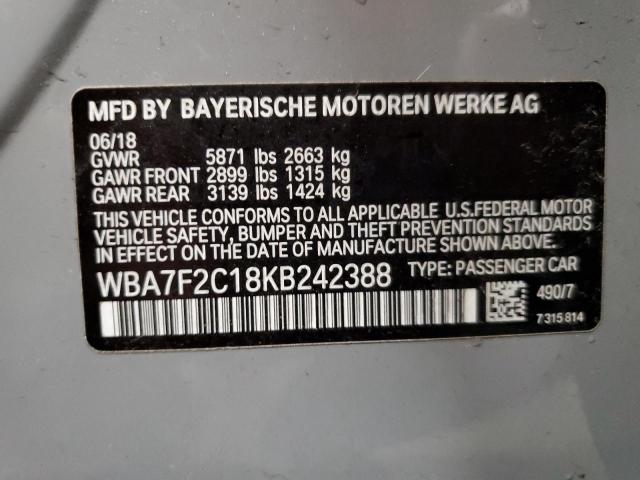 MFD BY BAYERISCHE MOTOREN WERKE AG
06/18
GVWR 5871 lbs 2663 kg
GAWR FRONT 2899 lbs 1315 kg
GAWR REAR 3139 lbs 1424 kg
THIS VEHICLE CONFORMS TO ALL APPLICABLE U.S.FEDERAL MOTOR
VEHICLE SAFETY, BUMPER AND THEFT PREVENTION STANDARDS
IN EFFECT ON THE DATE OF MANUFACTURE SHOWN ABOVE.
WBA7F2C18KB242388 TYPE: PASSENGER CAR
490/7
7315814